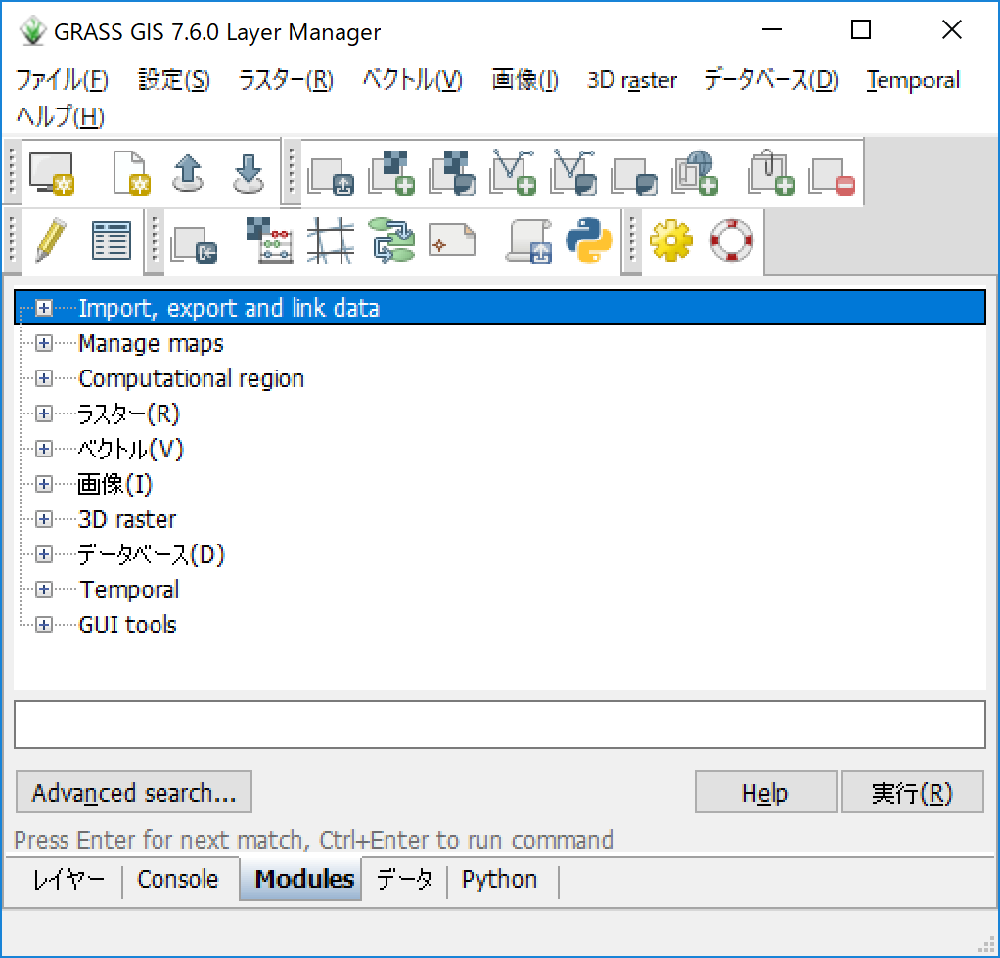 GRASS GIS 7.6.0 Layer Manager
ファイル(F) 設定(S) ラスター(R) ベクトル(V) 画像(I) 3D raster データベース(D) Temporal
ヘルプ(H)
Import, export and link data
Manage maps
Computational region
ラスター(R)
ベクトル(V)
画像(I)
3D raster
データベース(D)
Temporal
GUI tools
Advanced search... Help 実行(R)
Press Enter for next match, Ctrl+Enter to run command
レイヤー Console Modules データ Python